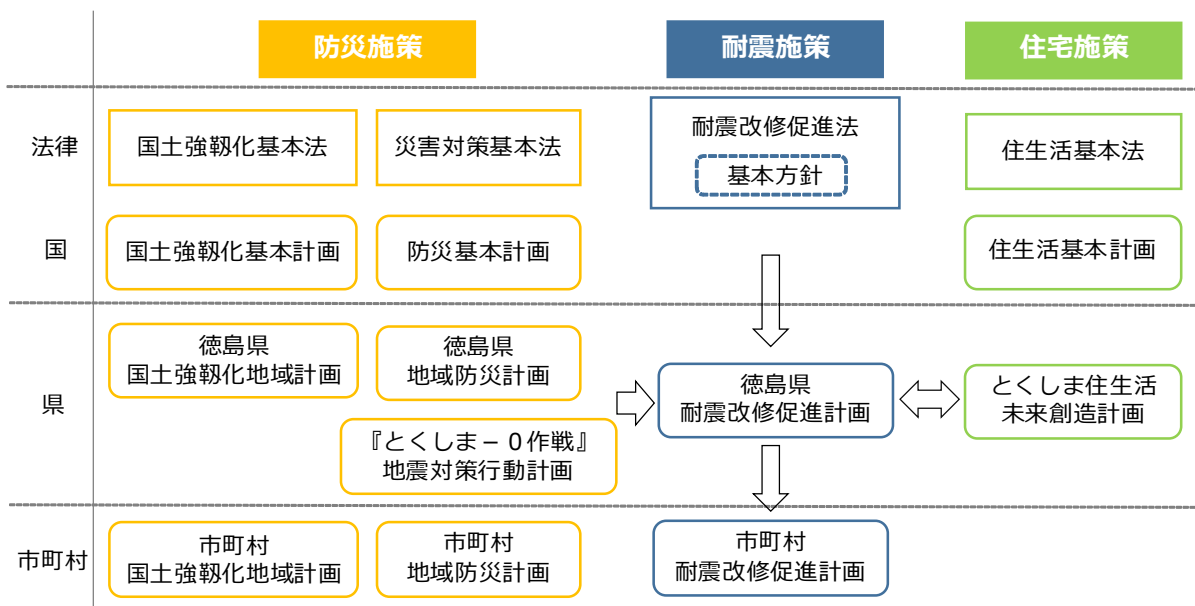 防災施策
耐震施策
住宅施策
法律
国土強靱化基本法
災害対策基本法
耐震改修促進法
基本方針
住生活基本法
国
国土強靱化基本計画
防災基本計画
住生活基本計画
県
徳島県
国土強靱化地域計画
徳島県
地域防災計画
『とくしま－０作戦』
地震対策行動計画
徳島県
耐震改修促進計画
とくしま住生活
未来創造計画
市町村
市町村
国土強靱化地域計画
市町村
地域防災計画
市町村
耐震改修促進計画